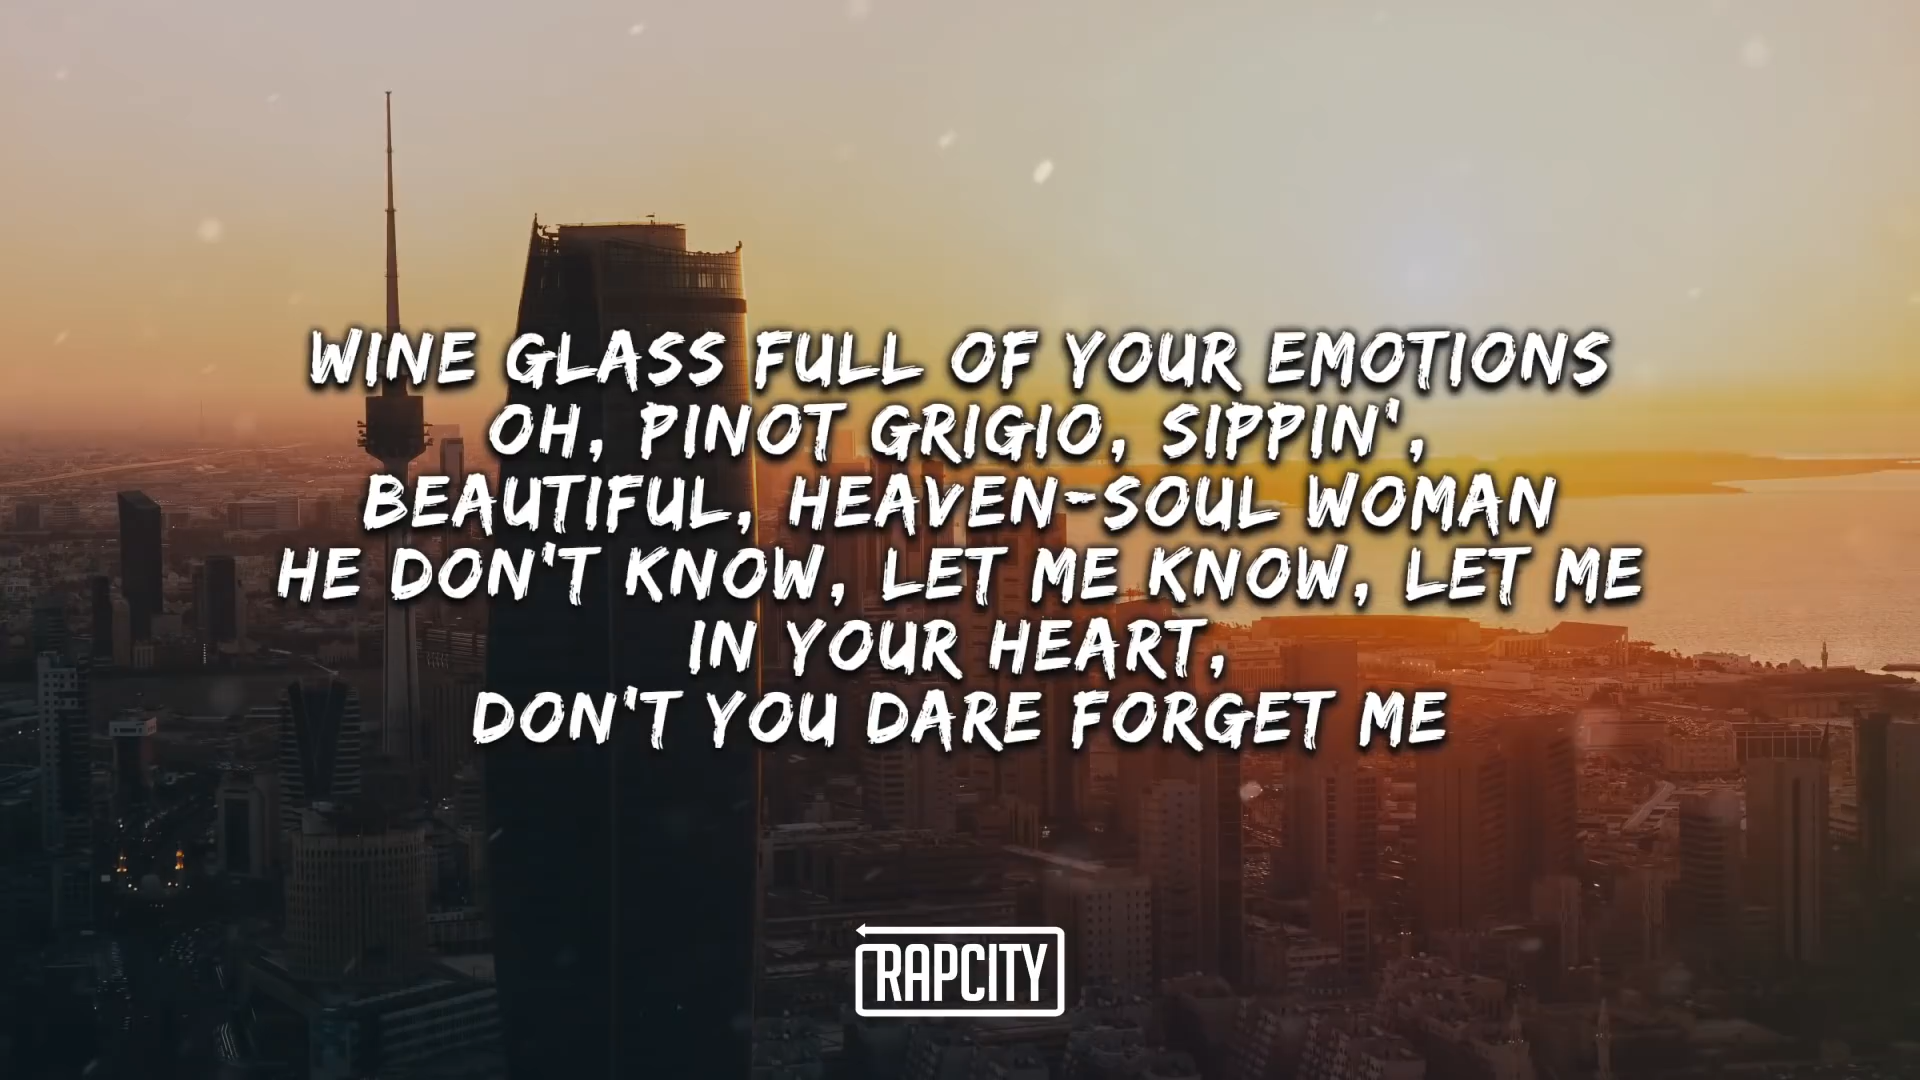 WINE GLASS FULL OF YOUR EMOTIONS
OH, PINOT GRIGIO, SIPPIN',
BEAUTIFUL, HEAVEN-SOUL WOMAN
HE DON'T KNOW, LET ME KNOW, LET ME
IN YOUR HEART,
DON'T YOU DARE FORGET ME
RAPCITY